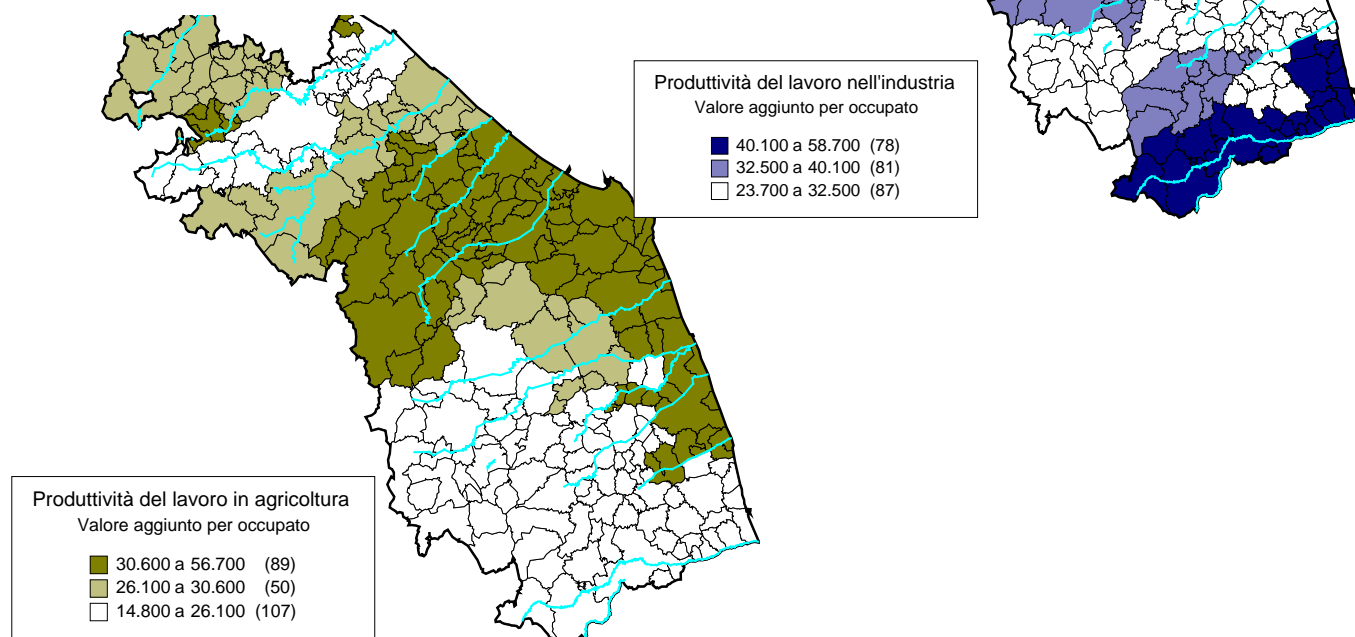 Produttività del lavoro nell'industria
Valore aggiunto per occupato
40.100 a 58.700 (78)
32.500 a 40.100 (81)
23.700 a 32.500 (87)
Produttività del lavoro in agricoltura
Valore aggiunto per occupato
30.600 a 56.700 (89)
26.100 a 30.600 (50)
14.800 a 26.100 (107)